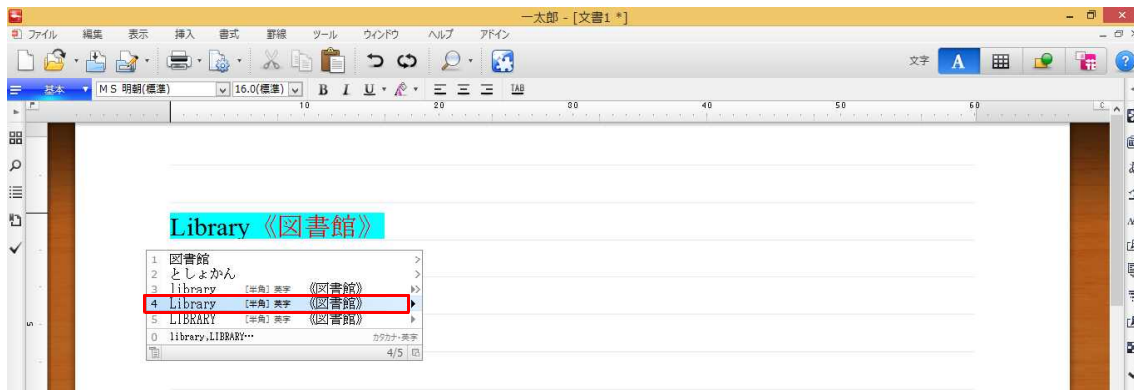 一太郎 - [文書1 *]
ファイル 編集 表示 挿入 書式 罫線 ツール ウィンドウ ヘルプ アドイン
文字 A
基本 MS 明朝(標準) 16.0(標準) B I U TAB
10 20 30 40 50 60
Library《図書館》
1 図書館
2 としょかん
3 library [半角] 英字 《図書館》
4 Library [半角] 英字 《図書館》
5 LIBRARY [半角] 英字 《図書館》
0 library,LIBRARY… カタカナ・英字
4/5
5